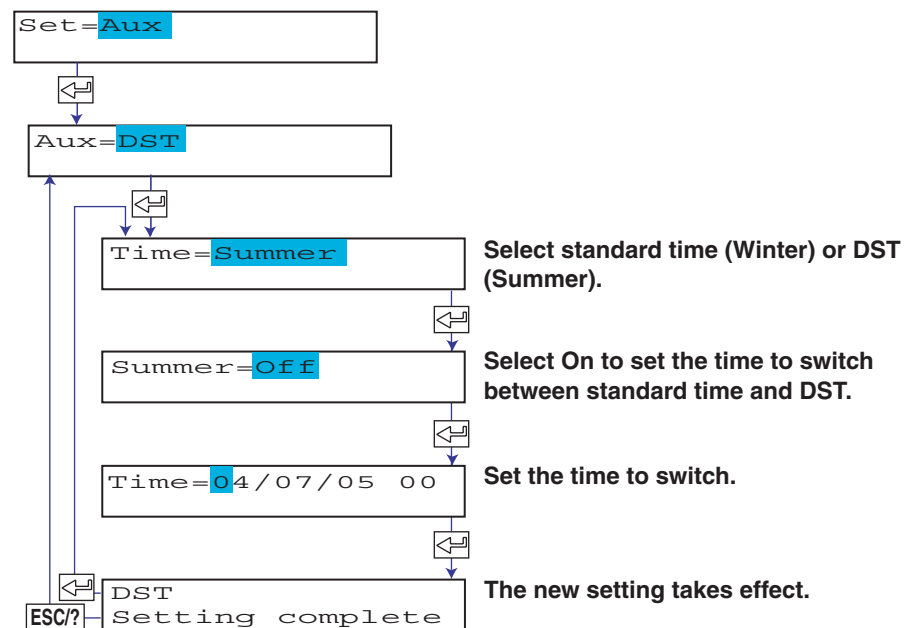 Set=Aux
Aux=DST
Time=Summer
Select standard time (Winter) or DST
(Summer).
Summer=Off
Select On to set the time to switch
between standard time and DST.
Time=04/07/05 00
Set the time to switch.
DST
Setting complete
The new setting takes effect.
ESC/?